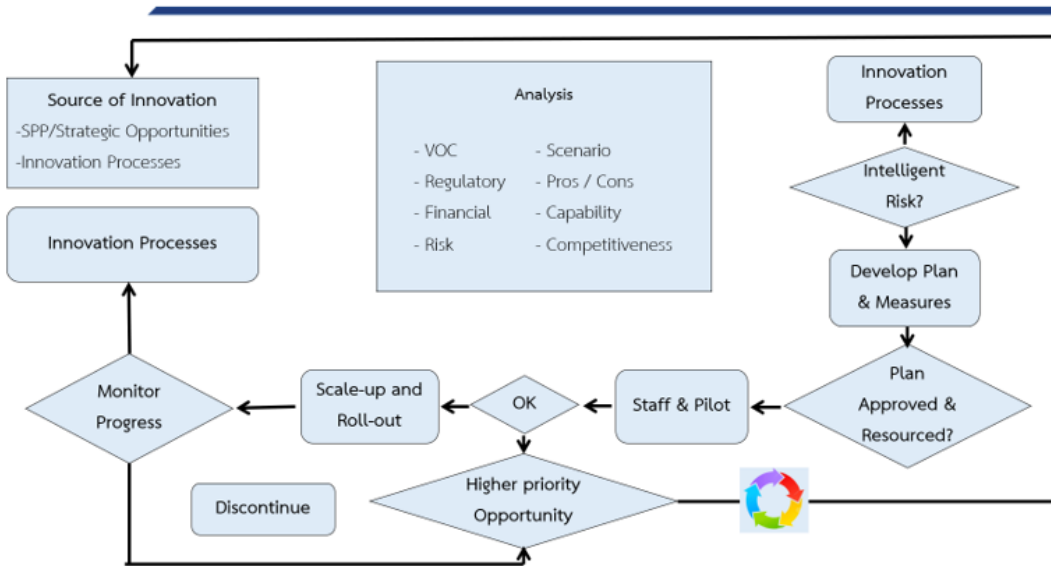 Source of Innovation
-SPP/Strategic Opportunities
-Innovation Processes
Analysis
- VOC
- Scenario
- Regulatory
- Pros / Cons
- Financial
- Capability
- Risk
- Competitiveness
Innovation
Processes
Intelligent
Risk?
Innovation Processes
Develop Plan
& Measures
Monitor
Progress
Scale-up and
Roll-out
OK
Staff & Pilot
Plan
Approved &
Resourced?
Discontinue
Higher priority
Opportunity